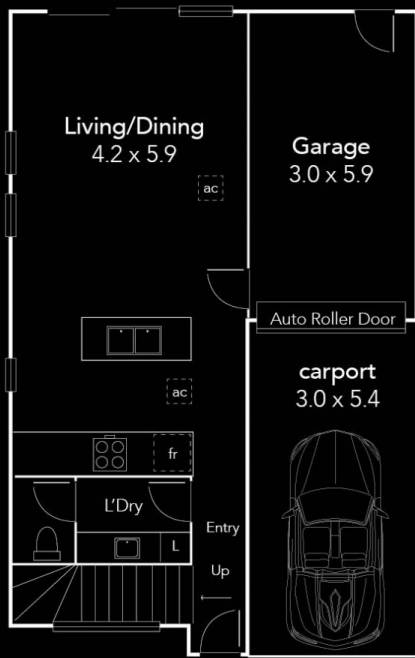 Living/Dining
4.2 x 5.9
ac
Garage
3.0 x 5.9
Auto Roller Door
carport
3.0 x 5.4
ac
fr
L'Dry
L
Entry
Up